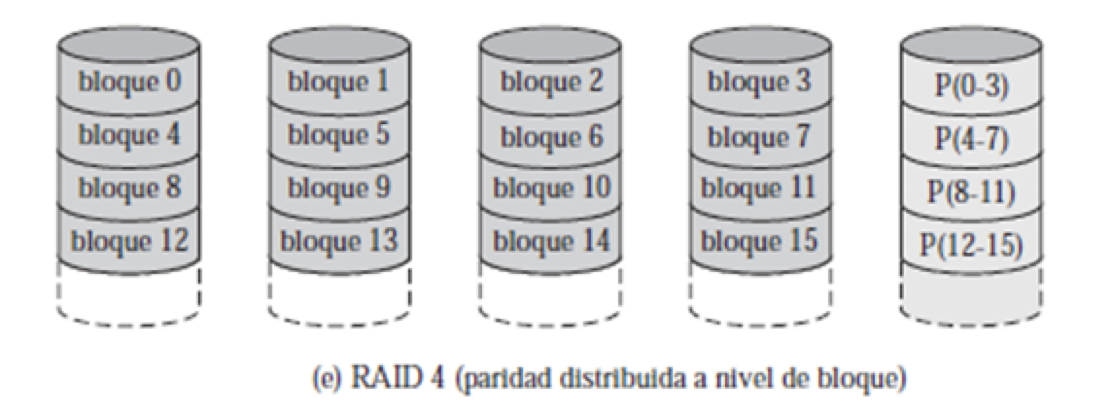 bloque 0 bloque 1 bloque 2 bloque 3 P(0-3)
bloque 4 bloque 5 bloque 6 bloque 7 P(4-7)
bloque 8 bloque 9 bloque 10 bloque 11 P(8-11)
bloque 12 bloque 13 bloque 14 bloque 15 P(12-15)
(e) RAID 4 (paridad distribuida a nivel de bloque)